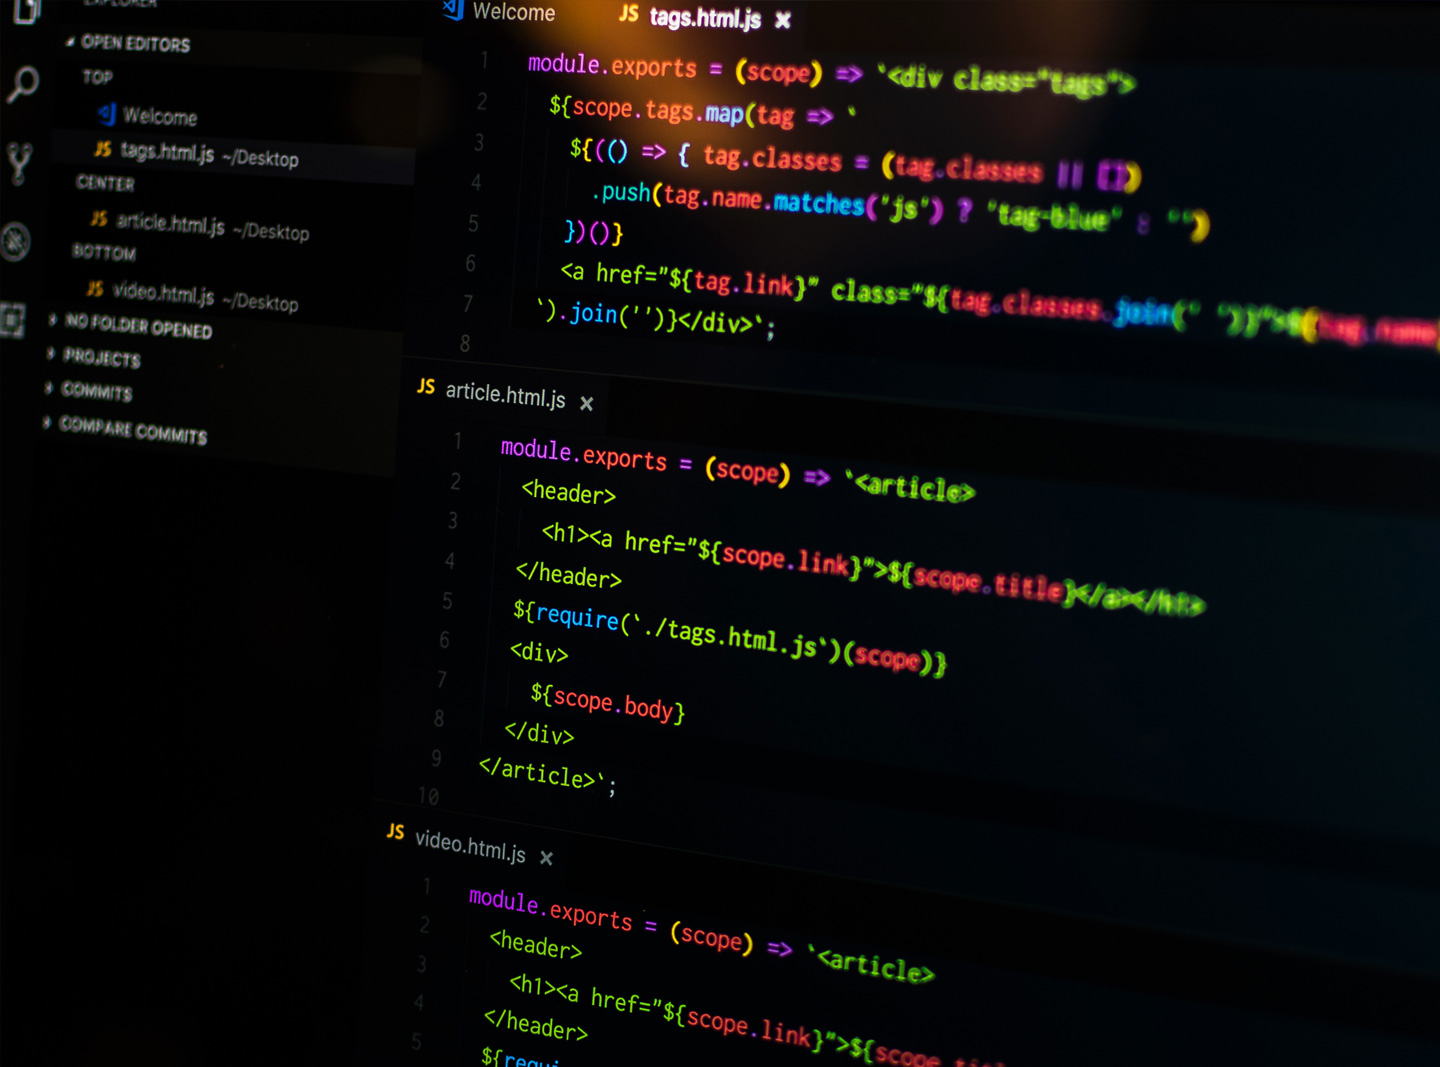 EXPLORER
OPEN EDITORS
TOP
Welcome
JS tags.html.js ~/Desktop
CENTER
JS article.html.js ~/Desktop
BOTTOM
JS video.html.js ~/Desktop
NO FOLDER OPENED
PROJECTS
COMMITS
COMPARE COMMITS
Welcome JS tags.html.js ×
1 module.exports = (scope) => `<div class="tags">
2 ${scope.tags.map(tag => `
3 ${(() => { tag.classes = (tag.classes || [])
4 .push(tag.name.matches('js') ? 'tag-blue' : '')
5 })()}
6 <a href="${tag.link}" class="${tag.classes.join(' ')}">${tag.name}
7 `).join('')}</div>`;
8
JS article.html.js ×
1 module.exports = (scope) => `<article>
2 <header>
3 <h1><a href="${scope.link}">${scope.title}</a></h1>
4 </header>
5 ${require(`./tags.html.js`)(scope)}
6 <div>
7 ${scope.body}
8 </div>
9 </article>`;
10
JS video.html.js ×
1 module.exports = (scope) => `<article>
2 <header>
3 <h1><a href="${scope.link}">${scope.
4 </header>
5 ${requi